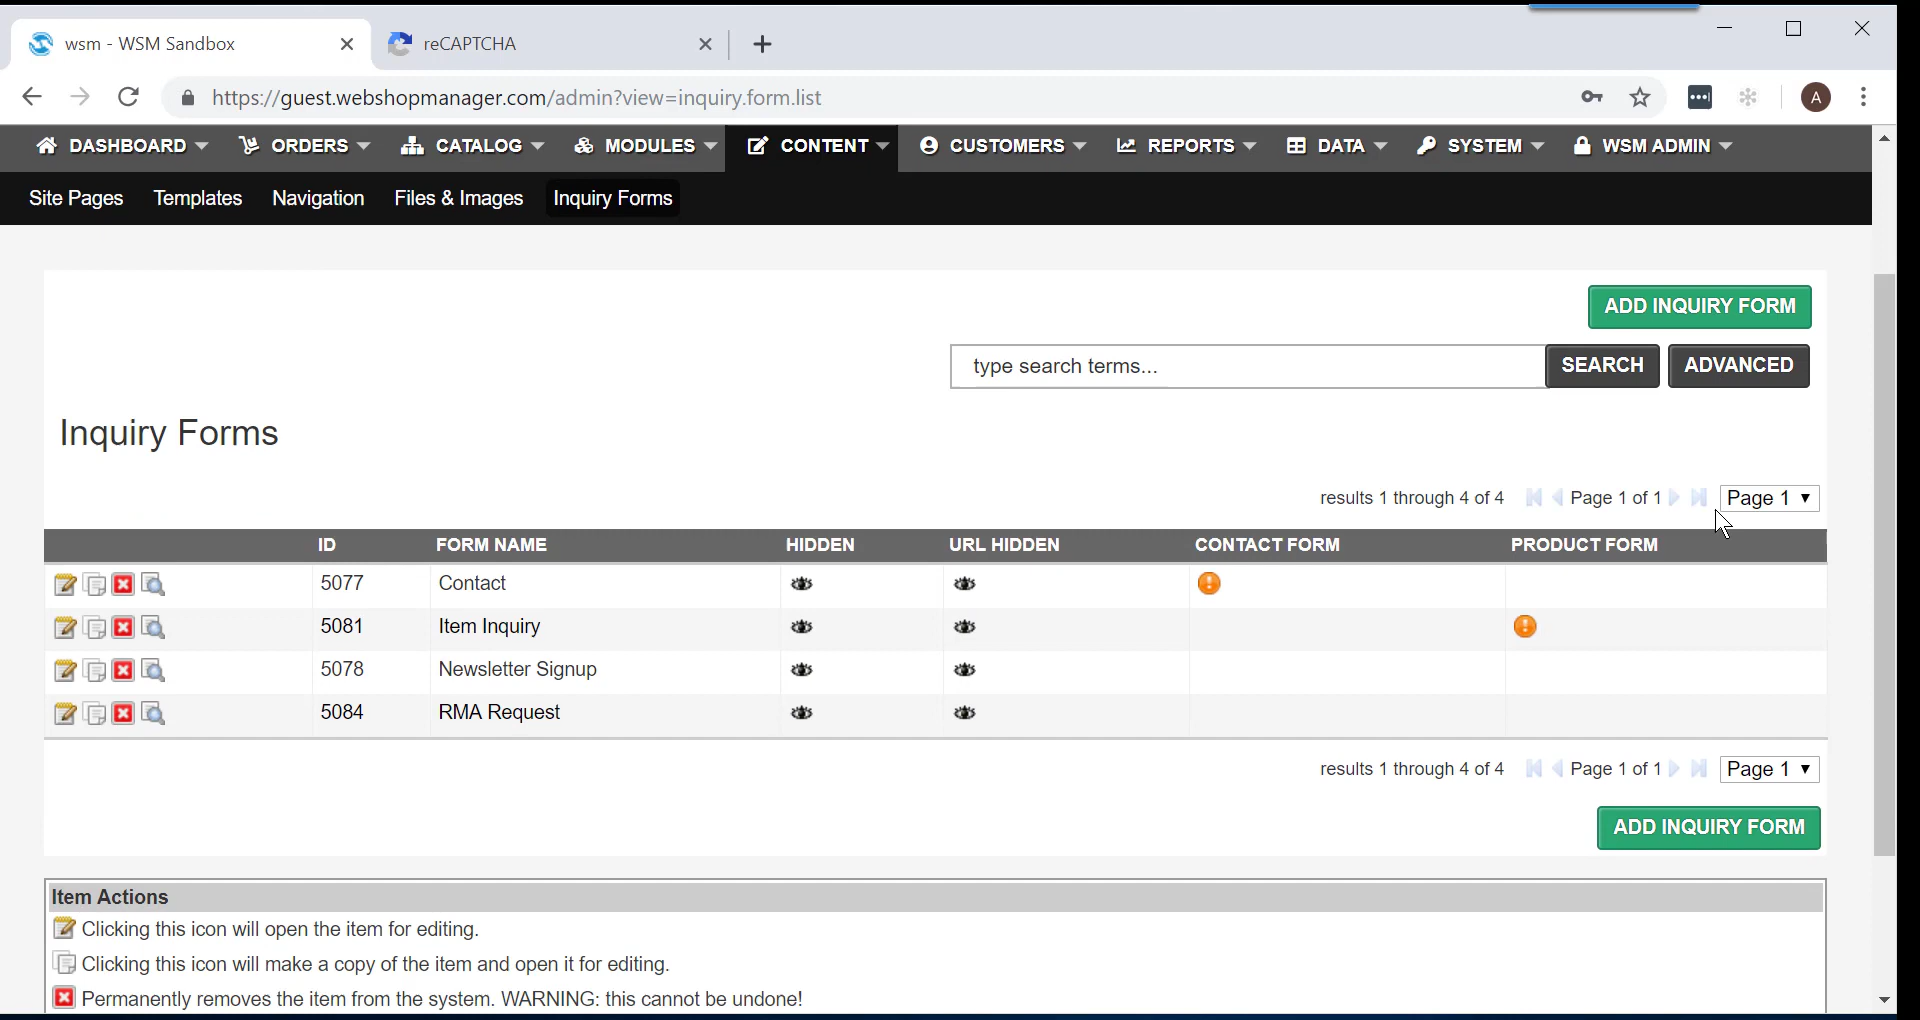 wsm - WSM Sandbox
reCAPTCHA
https://guest.webshopmanager.com/admin?view=inquiry.form.list
A
DASHBOARD ORDERS CATALOG MODULES CONTENT CUSTOMERS REPORTS DATA SYSTEM WSM ADMIN
Site Pages Templates Navigation Files & Images Inquiry Forms
ADD INQUIRY FORM
type search terms... SEARCH ADVANCED
Inquiry Forms
results 1 through 4 of 4 Page 1 of 1 Page 1
ID FORM NAME HIDDEN URL HIDDEN CONTACT FORM PRODUCT FORM
5077 Contact
5081 Item Inquiry
5078 Newsletter Signup
5084 RMA Request
results 1 through 4 of 4 Page 1 of 1 Page 1
ADD INQUIRY FORM
Item Actions
Clicking this icon will open the item for editing.
Clicking this icon will make a copy of the item and open it for editing.
Permanently removes the item from the system. WARNING: this cannot be undone!